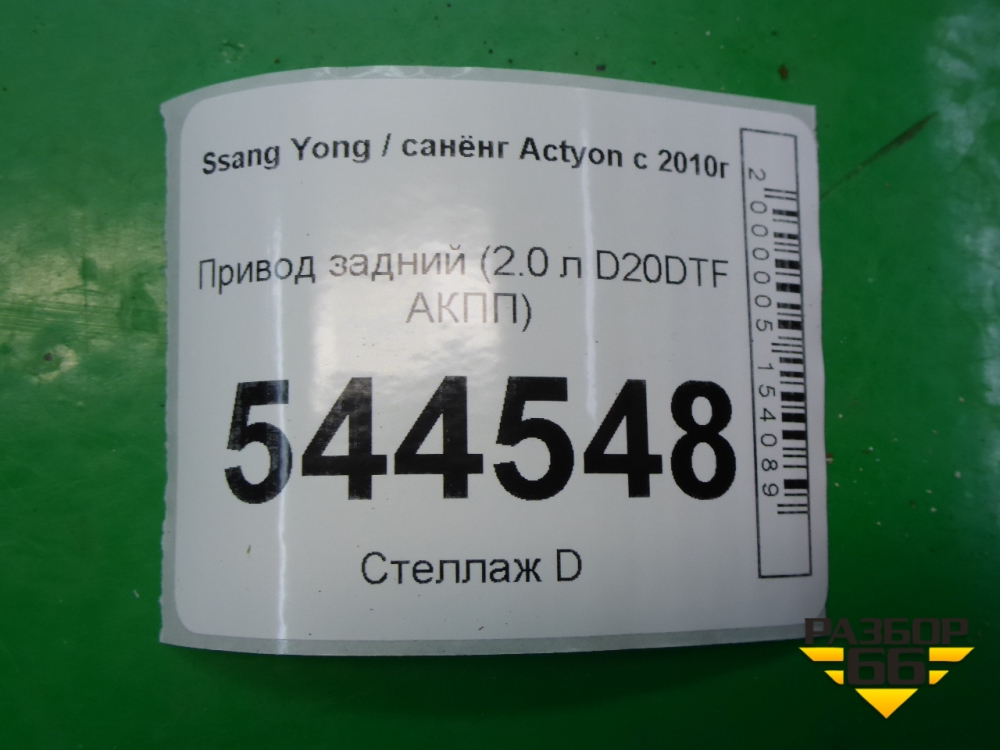 Ssang Yong / санёнг Actyon с 2010г
Привод задний (2.0 л D20DTF
АКПП)
544548
Стеллаж D
2000005154089
РАЗБОР
66